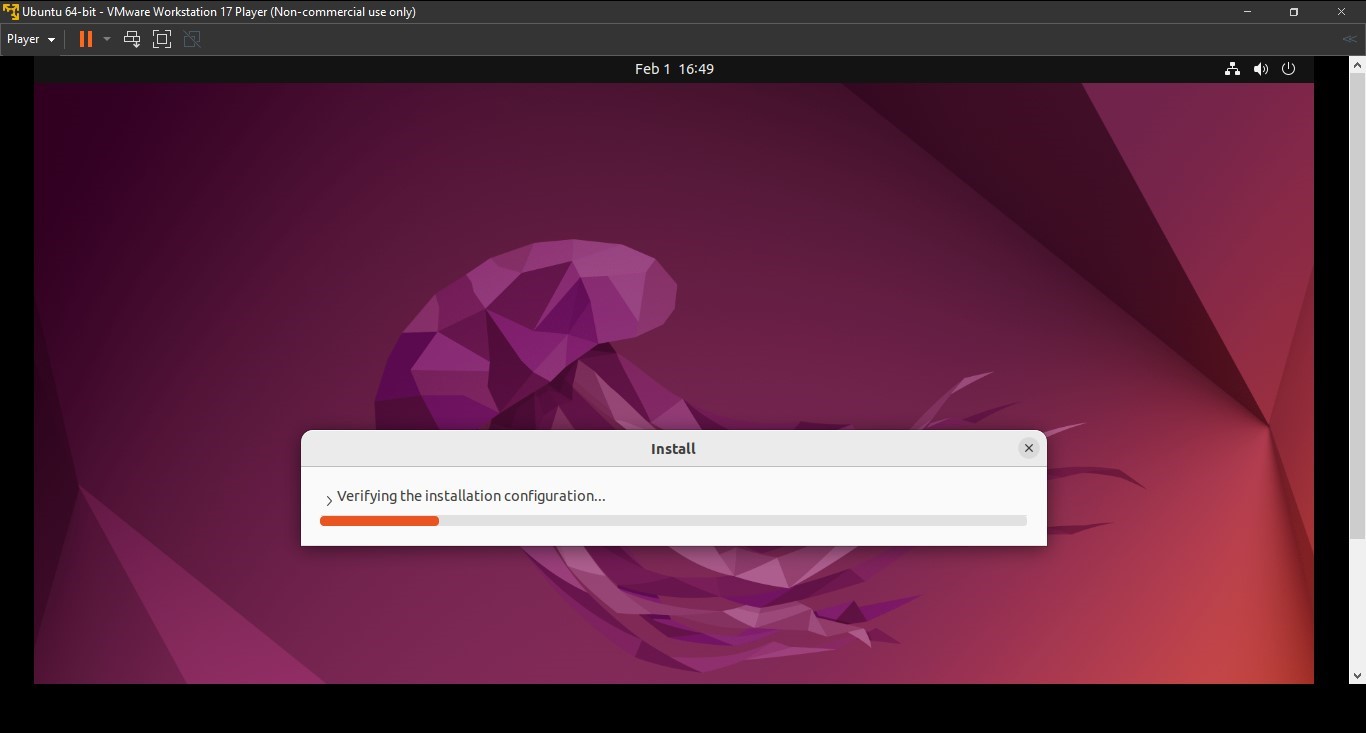 Ubuntu 64-bit - VMware Workstation 17 Player (Non-commercial use only)
Player
Feb 1 16:49
Install
Verifying the installation configuration...